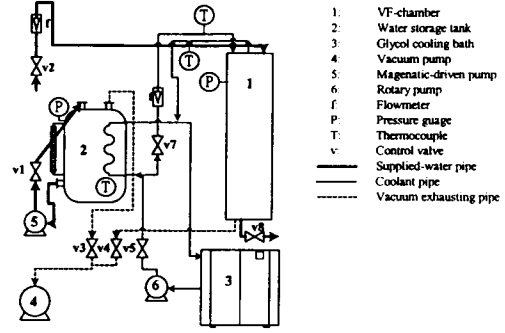 1: VF-chamber
2: Water storage tank
3: Glycol cooling bath
4: Vacuum pump
5: Magenatic-driven pump
6: Rotary pump
f: Flowmeter
P: Pressure guage
T: Thermocouple
v: Control valve
Supplied-water pipe
Coolant pipe
Vacuum exhausting pipe
f
T
v2
T
P
1
f
P
2
v7
v1
T
5
v3
v4
v5
v8
4
6
3